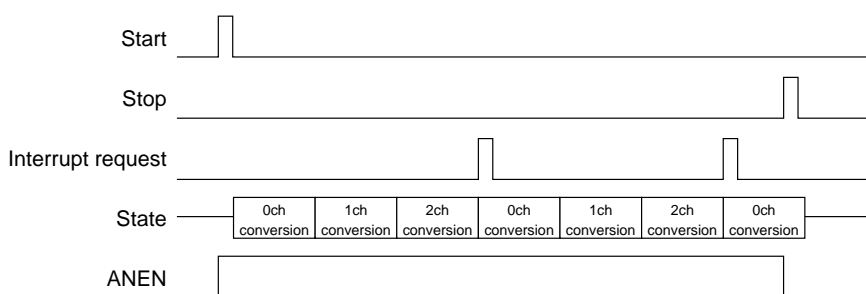 Start
Stop
Interrupt request
State
0ch 1ch 2ch 0ch 1ch 2ch 0ch
conversion conversion conversion conversion conversion conversion conversion
ANEN